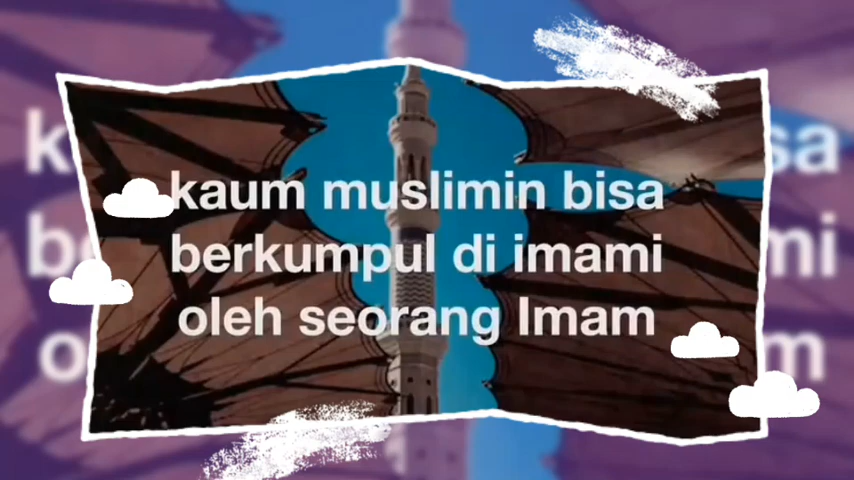 kaum muslimin bisa
berkumpul di imami
oleh seorang Imam